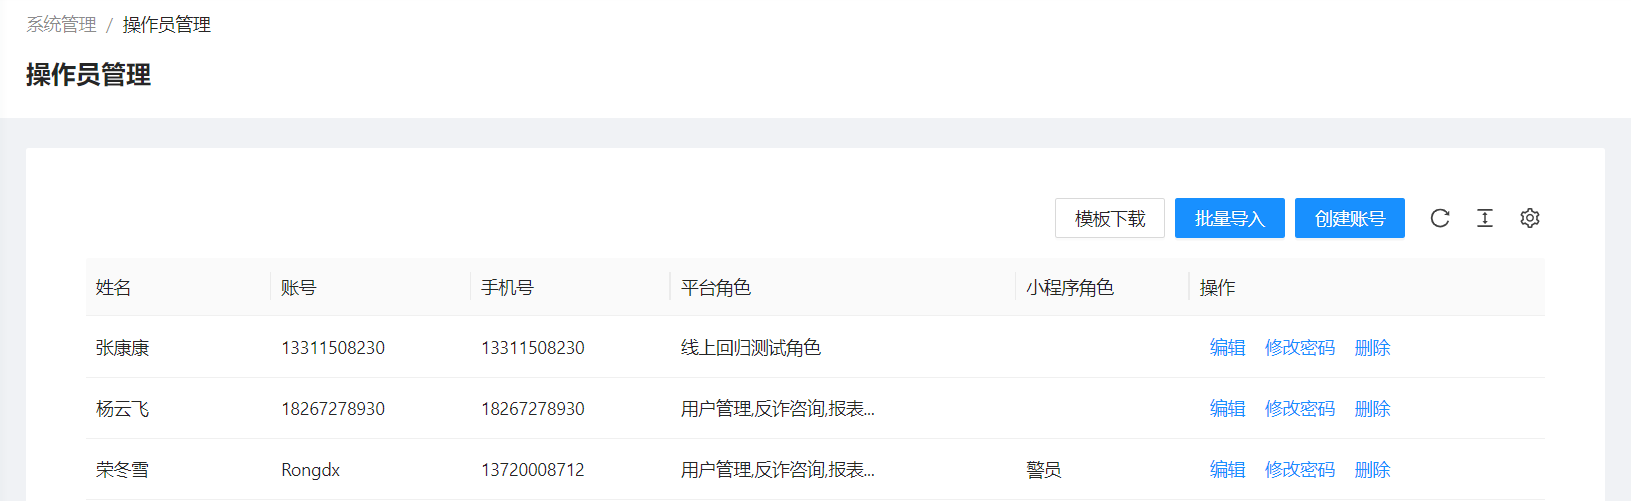 系统管理 / 操作员管理
操作员管理
模板下载 批量导入 创建账号
姓名 账号 手机号 平台角色 小程序角色 操作
张康康 13311508230 13311508230 线上回归测试角色 编辑 修改密码 删除
杨云飞 18267278930 18267278930 用户管理,反诈咨询,报表... 编辑 修改密码 删除
荣冬雪 Rongdx 13720008712 用户管理,反诈咨询,报表... 警员 编辑 修改密码 删除